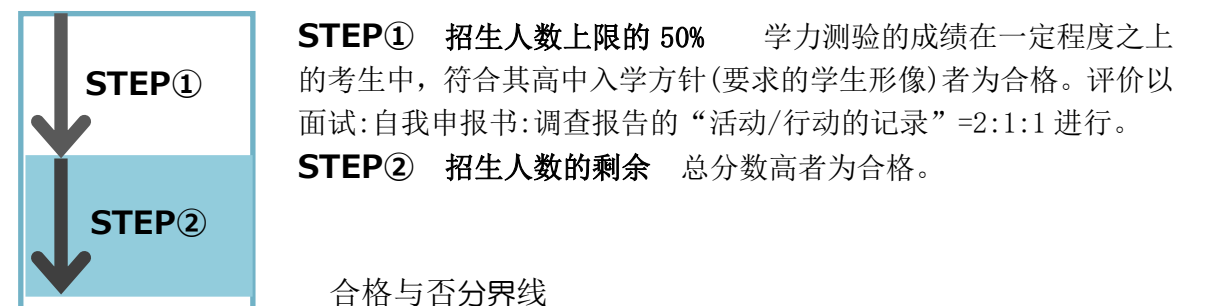 STEP① 招生人数上限的 50%  学力测验的成绩在一定程度之上
的考生中，符合其高中入学方针(要求的学生形像)者为合格。评价以
面试:自我申报书:调查报告的“活动/行动的记录”=2:1:1 进行。
STEP② 招生人数的剩余 总分数高者为合格。
STEP①
STEP②
合格与否分界线